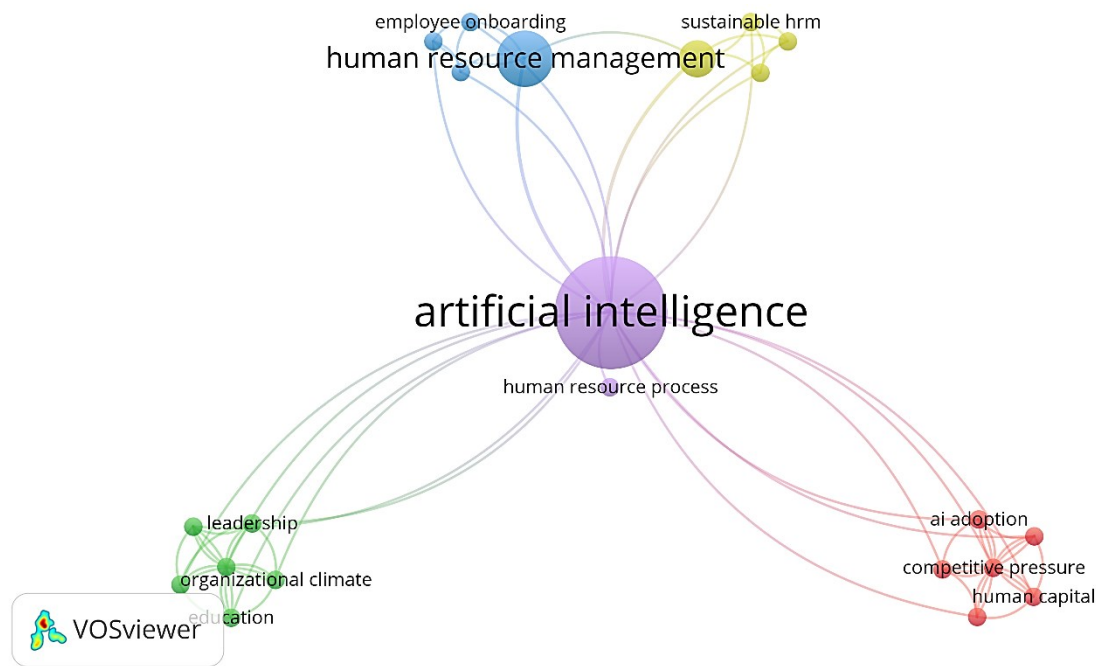 employee onboarding
sustainable hrm
human resource management
artificial intelligence
human resource process
leadership
ai adoption
organizational climate
competitive pressure
human capital
education
VOSviewer